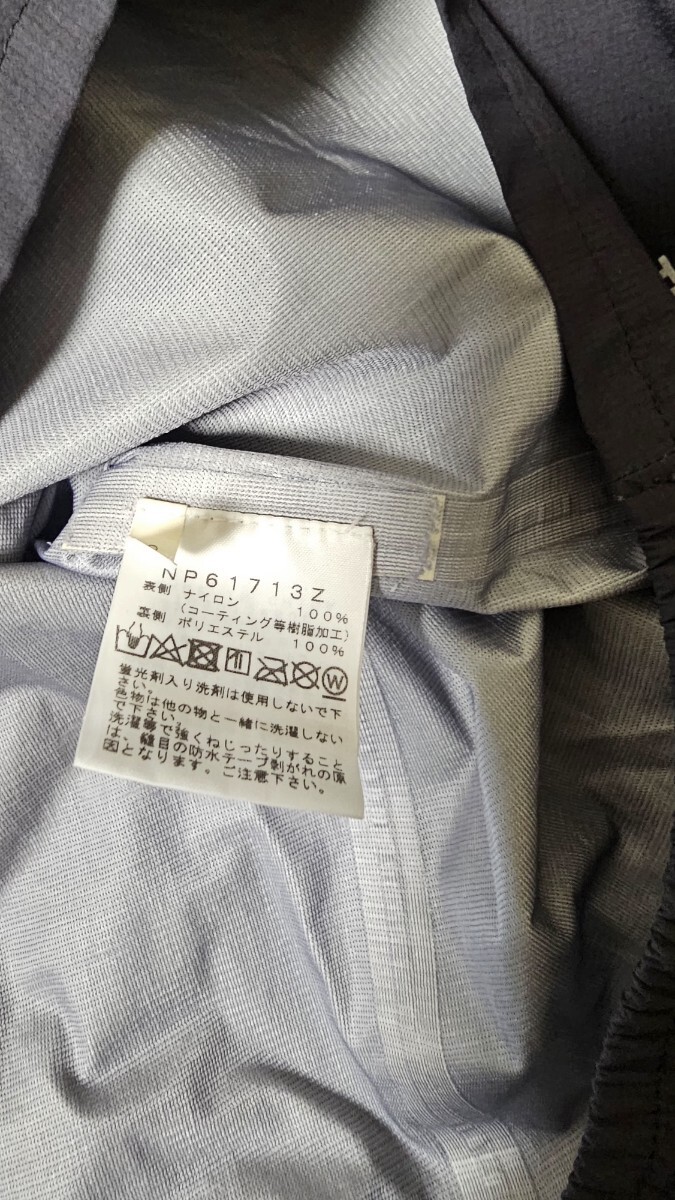 NP61713Z
表側 ナイロン 100%
(コーティング等樹脂加工)
裏側 ポリエステル 100%
W
蛍光剤入り洗剤は使用しないで下
さい。
色物は他の物と一緒に洗濯しない
で下さい。
洗濯等で強くねじったりすること
は、縫目の防水テープ剥がれの原
因となります。ご注意下さい。